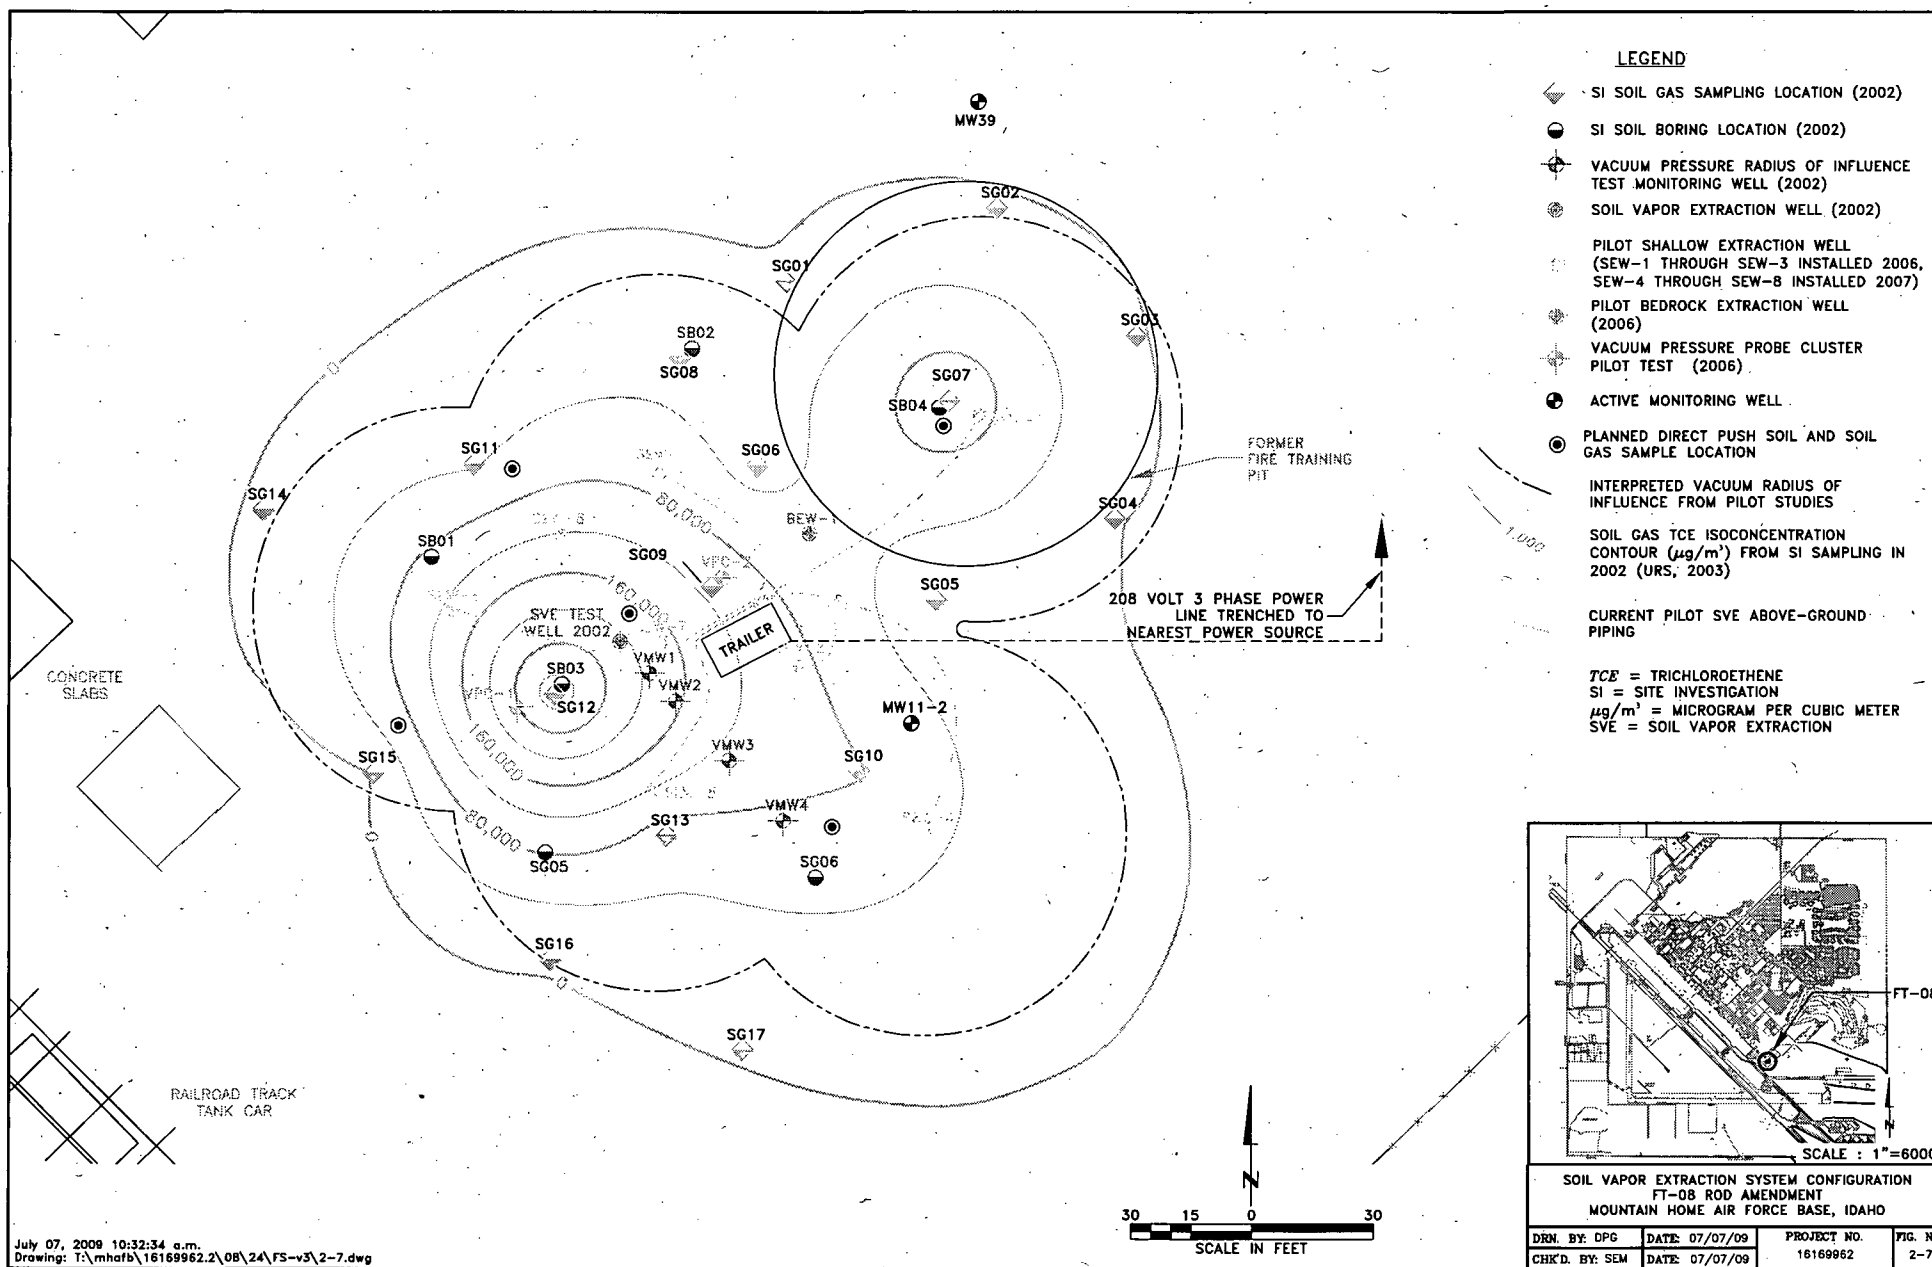 LEGEND
SI SOIL GAS SAMPLING LOCATION (2002)
SI SOIL BORING LOCATION (2002)
VACUUM PRESSURE RADIUS OF INFLUENCE
TEST MONITORING WELL (2002)
SOIL VAPOR EXTRACTION WELL (2002)
PILOT SHALLOW EXTRACTION WELL
(SEW-1 THROUGH SEW-3 INSTALLED 2006,
SEW-4 THROUGH SEW-8 INSTALLED 2007)
PILOT BEDROCK EXTRACTION WELL
(2006)
VACUUM PRESSURE PROBE CLUSTER
PILOT TEST (2006)
ACTIVE MONITORING WELL
PLANNED DIRECT PUSH SOIL AND SOIL
GAS SAMPLE LOCATION
INTERPRETED VACUUM RADIUS OF
INFLUENCE FROM PILOT STUDIES
1,000
SOIL GAS TCE ISOCONCENTRATION
CONTOUR (µg/m³) FROM SI SAMPLING IN
2002 (URS, 2003)
CURRENT PILOT SVE ABOVE-GROUND
PIPING
TCE = TRICHLOROETHENE
SI = SITE INVESTIGATION
µg/m³ = MICROGRAM PER CUBIC METER
SVE = SOIL VAPOR EXTRACTION
MW39
SG02
SG01
SG03
SB02
SG08
0
SG07
SB04
SG11
SG06
FORMER
FIRE TRAINING
PIT
SG14
80,000
SG04
BEW-1
SB01
SG09
VPC-2
160,000
SG05
208 VOLT 3 PHASE POWER
LINE TRENCHED TO
NEAREST POWER SOURCE
SVE TEST
WELL 2002
TRAILER
VMW1
SB03
VMW2
VPC-1
SG12
CONCRETE
SLABS
MW11-2
160,000
VMW3
SG15
SG10
VMW4
80,000
SG13
0
SG05
SG06
SG16
0
SG17
RAILROAD TRACK
TANK CAR
N
30 15 0 30
SCALE IN FEET
FT-08
N
SCALE : 1"=6000
SOIL VAPOR EXTRACTION SYSTEM CONFIGURATION
FT-08 ROD AMENDMENT
MOUNTAIN HOME AIR FORCE BASE, IDAHO
DRN. BY: DPG DATE: 07/07/09 PROJECT NO. FIG. N
CHK'D. BY: SEM DATE: 07/07/09 16169962 2-7
July 07, 2009 10:32:34 a.m.
Drawing: T:\mhafb\16169962.2\08\24\FS-v3\2-7.dwg